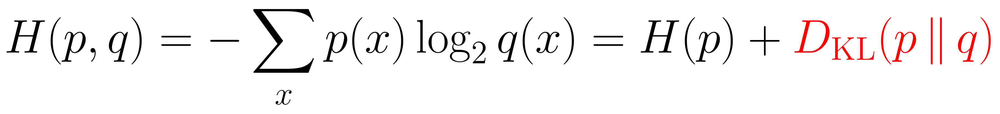 H(p, q) = − ∑ₓ p(x) log₂ q(x) = H(p) + D_KL(p ∥ q)